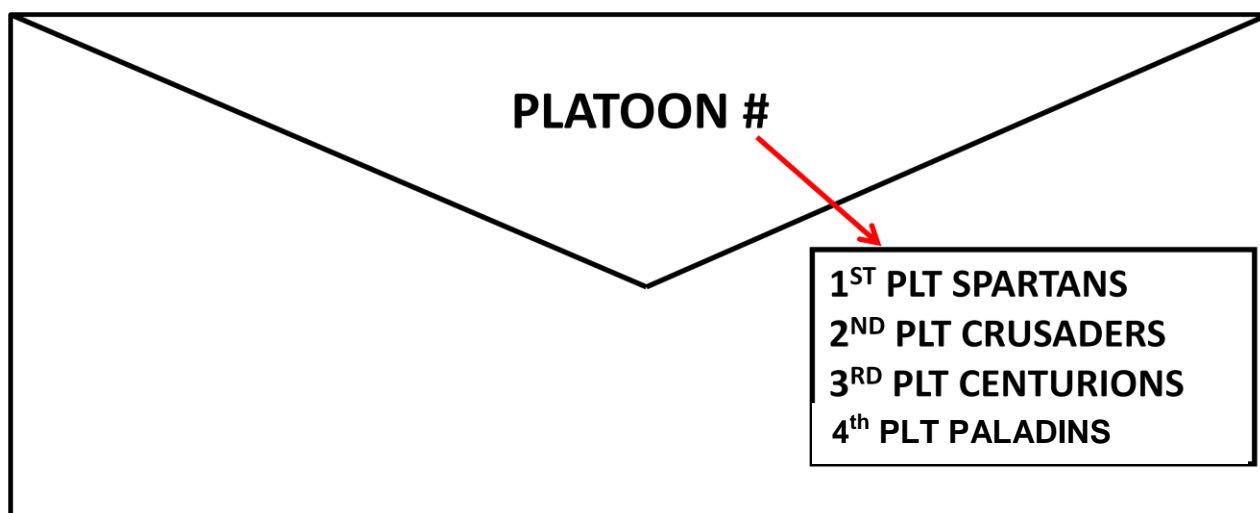 PLATOON #
1ST PLT SPARTANS
2ND PLT CRUSADERS
3RD PLT CENTURIONS
4th PLT PALADINS